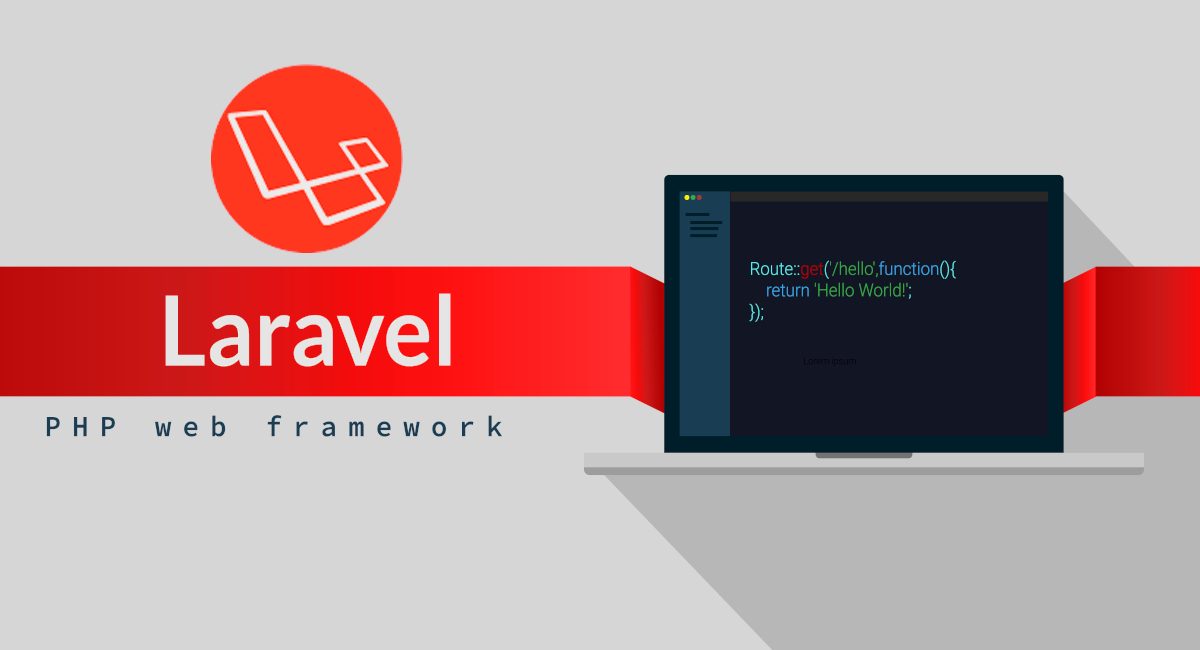 Laravel
PHP web framework
Route::get('/hello',function(){
return 'Hello World!';
});
Lorem ipsum